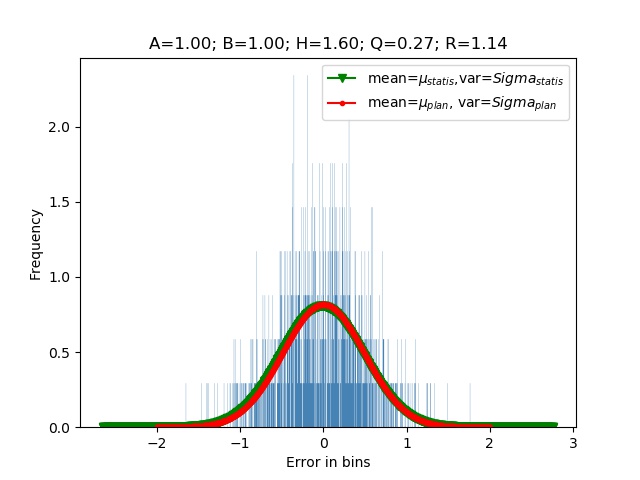 A=1.00; B=1.00; H=1.60; Q=0.27; R=1.14
mean=μstatis,var=Sigmastatis
mean=μplan, var=Sigmaplan
Frequency
2.0
1.5
1.0
0.5
0.0
−2 −1 0 1 2 3
Error in bins